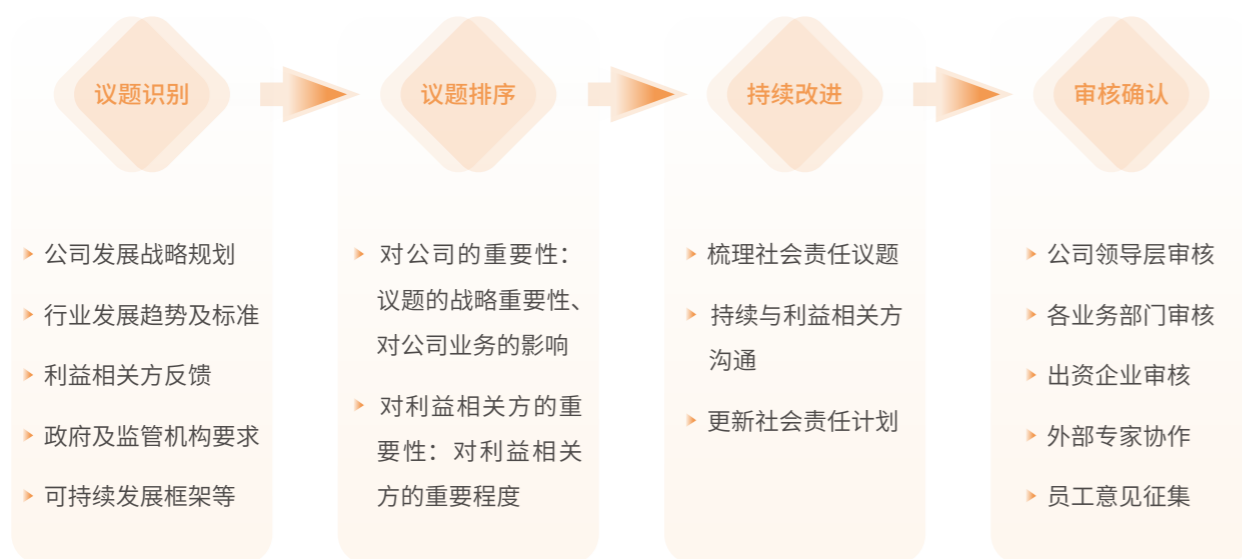 议题识别
公司发展战略规划
行业发展趋势及标准
利益相关方反馈
政府及监管机构要求
可持续发展框架等
议题排序
对公司的重要性：
议题的战略重要性、
对公司业务的影响
对利益相关方的重
要性：对利益相关
方的重要程度
持续改进
梳理社会责任议题
持续与利益相关方
沟通
更新社会责任计划
审核确认
公司领导层审核
各业务部门审核
出资企业审核
外部专家协作
员工意见征集